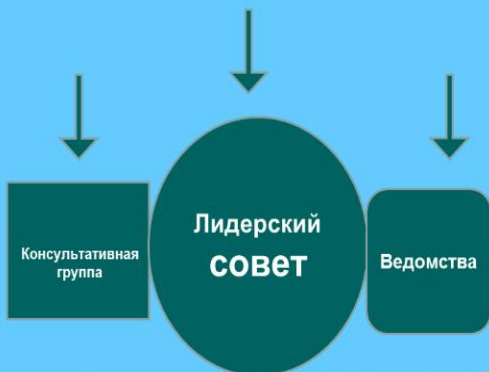 Консультативная
группа
Лидерский
совет
Ведомства